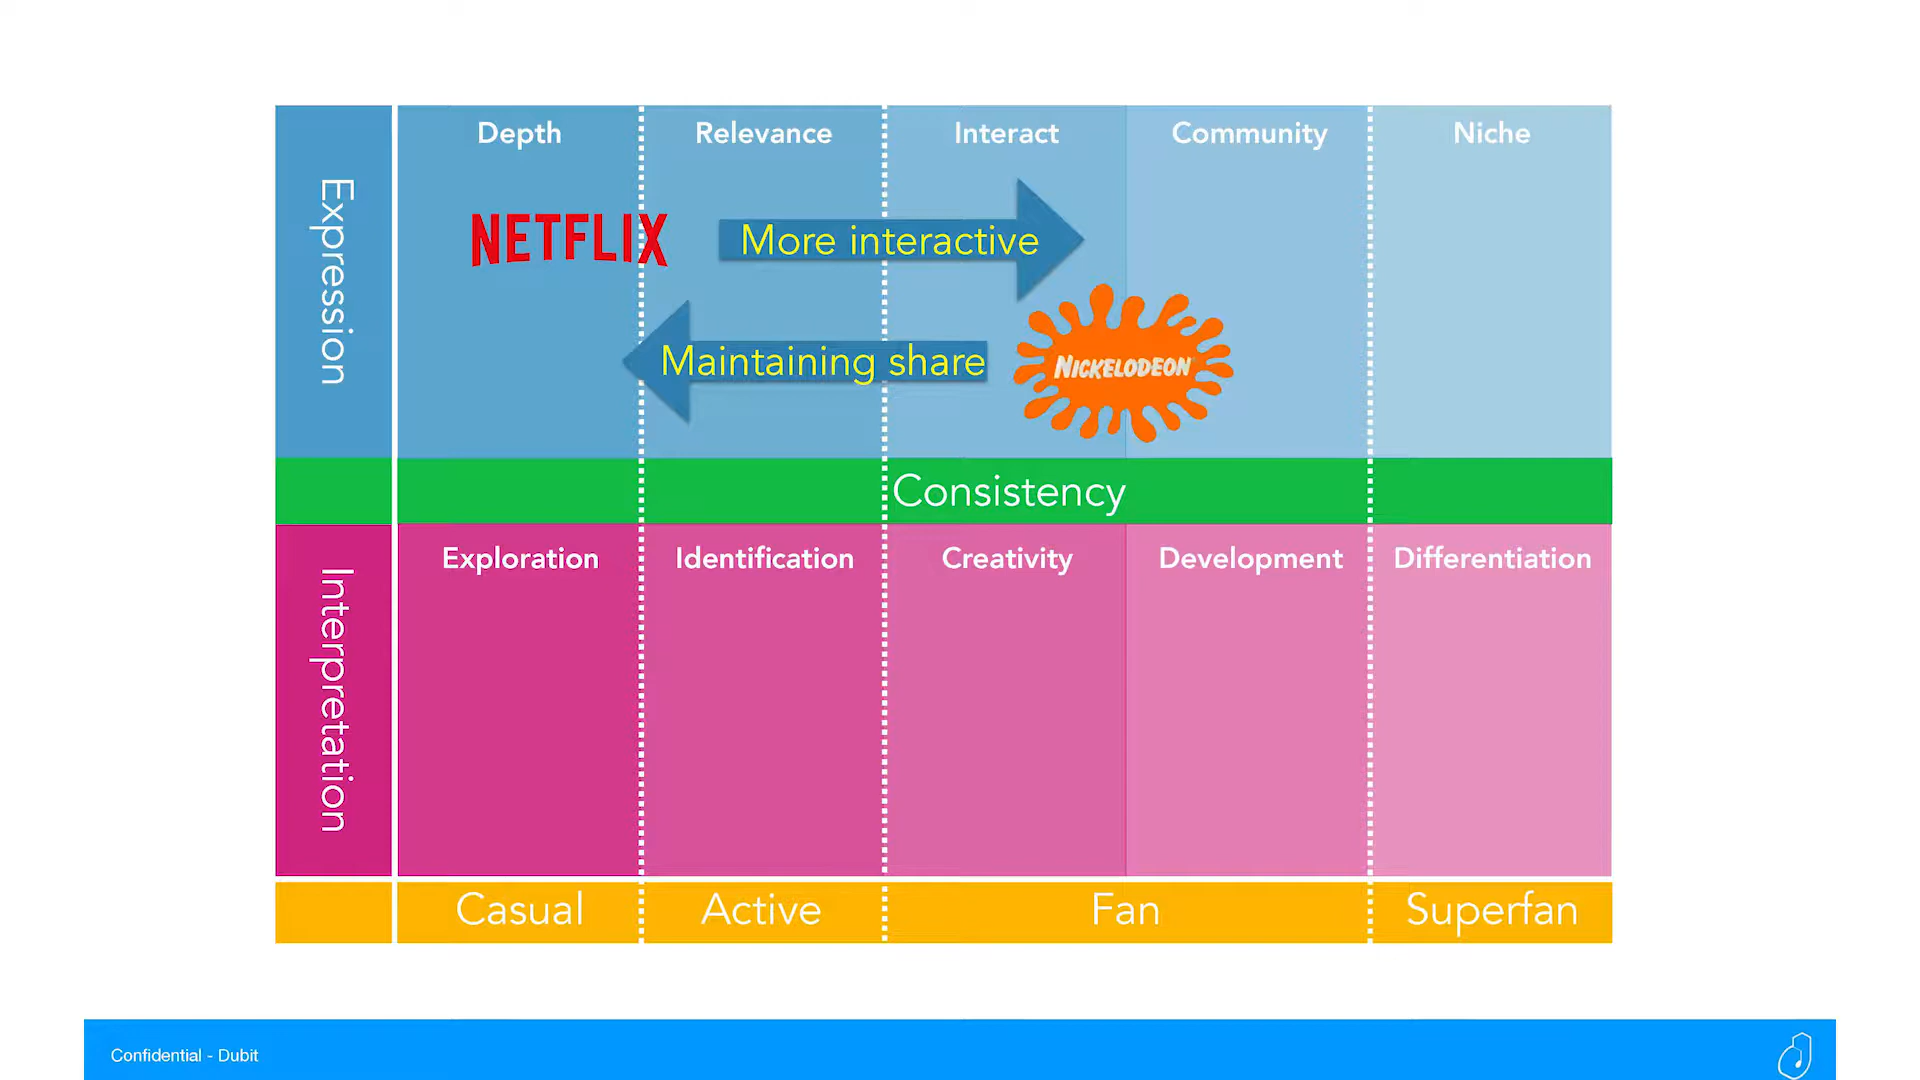 Depth Relevance Interact Community Niche
Expression
NETFLIX More interactive
Maintaining share NICKELODEON
Consistency
Exploration Identification Creativity Development Differentiation
Interpretation
Casual Active Fan Superfan
Confidential - Dubit